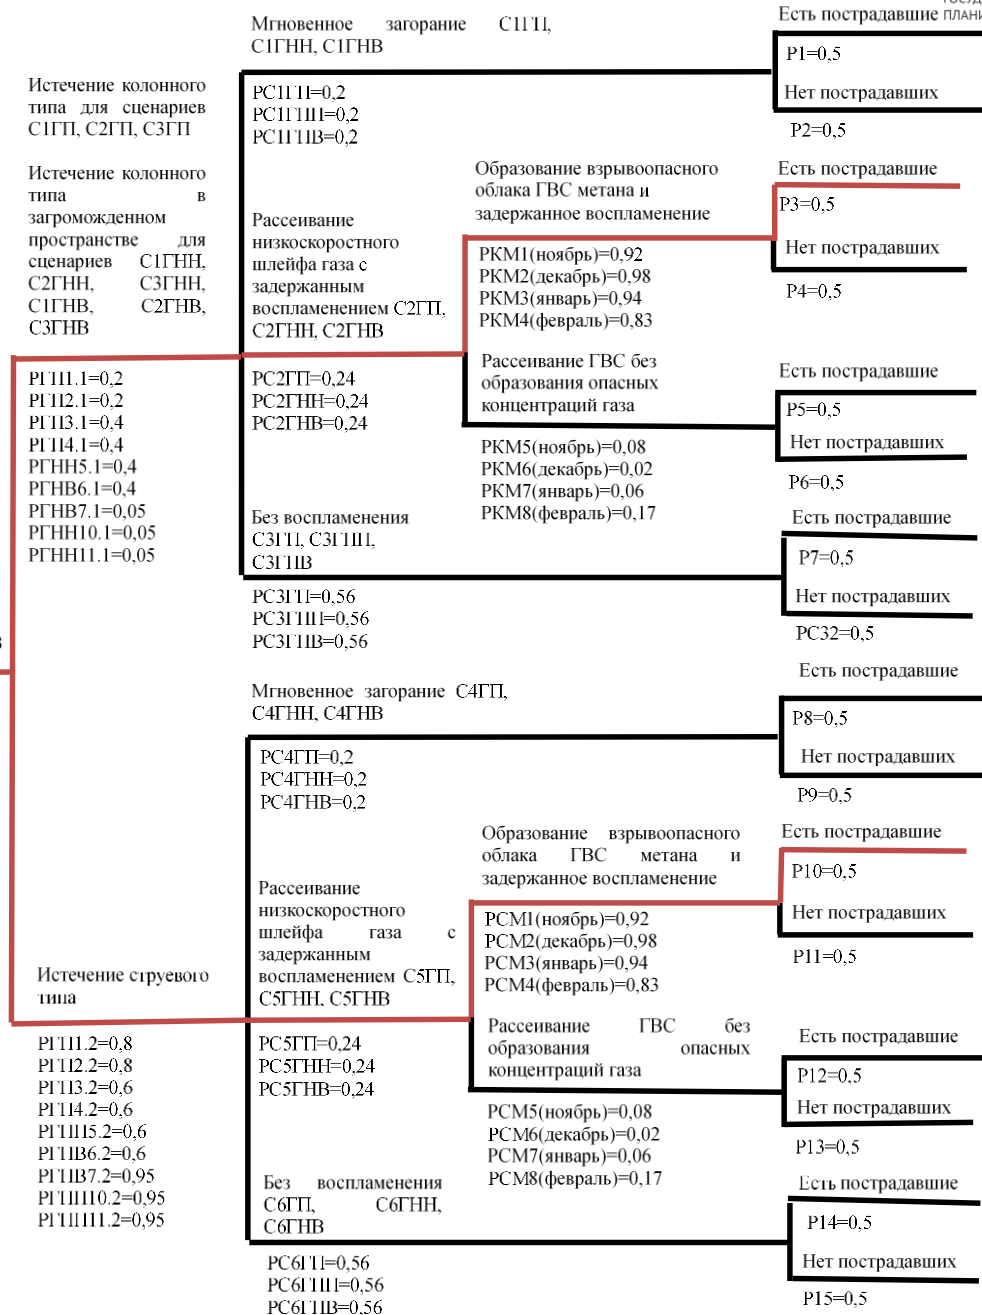 ПЛАНИ
Мгновенное загорание С1ГП,
С1ГНН, С1ГНВ
Есть пострадавшие
P1=0,5
Нет пострадавших
P2=0,5
Истечение колонного
типа для сценариев
С1ГП, С2ГП, С3ГП
Истечение колонного
типа в
загроможденном
пространстве для
сценариев С1ГНН,
С2ГНН, С3ГНН,
С1ГНВ, С2ГНВ,
С3ГНВ
РС1ГП=0,2
РС1ГНН=0,2
РС1ГНВ=0,2
Рассеивание
низкоскоростного
шлейфа газа с
задержанным
воспламенением С2ГП,
С2ГНН, С2ГНВ
Образование взрывоопасного
облака ГВС метана и
задержанное воспламенение
Есть пострадавшие
P3=0,5
Нет пострадавших
P4=0,5
РКМ1(ноябрь)=0,92
РКМ2(декабрь)=0,98
РКМ3(январь)=0,94
РКМ4(февраль)=0,83
РГП1.1=0,2
РГП2.1=0,2
РГП3.1=0,4
РГП4.1=0,4
РГНН5.1=0,4
РГНВ6.1=0,4
РГНВ7.1=0,05
РГНН10.1=0,05
РГНН11.1=0,05
РС2ГП=0,24
РС2ГНН=0,24
РС2ГНВ=0,24
Рассеивание ГВС без
образования опасных
концентраций газа
Есть пострадавшие
P5=0,5
Нет пострадавших
P6=0,5
РКМ5(ноябрь)=0,08
РКМ6(декабрь)=0,02
РКМ7(январь)=0,06
РКМ8(февраль)=0,17
Без воспламенения
С3ГП, С3ГНН,
С3ГНВ
Есть пострадавшие
P7=0,5
Нет пострадавших
РС32=0,5
РС3ГП=0,56
РС3ГНН=0,56
РС3ГНВ=0,56
в
Мгновенное загорание С4ГП,
С4ГНН, С4ГНВ
Есть пострадавшие
P8=0,5
Нет пострадавших
P9=0,5
РС4ГП=0,2
РС4ГНН=0,2
РС4ГНВ=0,2
Рассеивание
низкоскоростного
шлейфа газа с
задержанным
воспламенением С5ГП,
С5ГНН, С5ГНВ
Образование взрывоопасного
облака ГВС метана и
задержанное воспламенение
Есть пострадавшие
P10=0,5
Нет пострадавших
P11=0,5
РСМ1(ноябрь)=0,92
РСМ2(декабрь)=0,98
РСМ3(январь)=0,94
РСМ4(февраль)=0,83
Истечение струевого
типа
РГП1.2=0,8
РГП2.2=0,8
РГП3.2=0,6
РГП4.2=0,6
РГНН5.2=0,6
РГНВ6.2=0,6
РГНВ7.2=0,95
РГНН10.2=0,95
РГНН11.2=0,95
РС5ГП=0,24
РС5ГНН=0,24
РС5ГНВ=0,24
Рассеивание ГВС без
образования опасных
концентраций газа
Есть пострадавшие
P12=0,5
Нет пострадавших
P13=0,5
РСМ5(ноябрь)=0,08
РСМ6(декабрь)=0,02
РСМ7(январь)=0,06
РСМ8(февраль)=0,17
Без воспламенения
С6ГП, С6ГНН,
С6ГНВ
Есть пострадавшие
P14=0,5
Нет пострадавших
P15=0,5
РС6ГП=0,56
РС6ГНН=0,56
РС6ГНВ=0,56